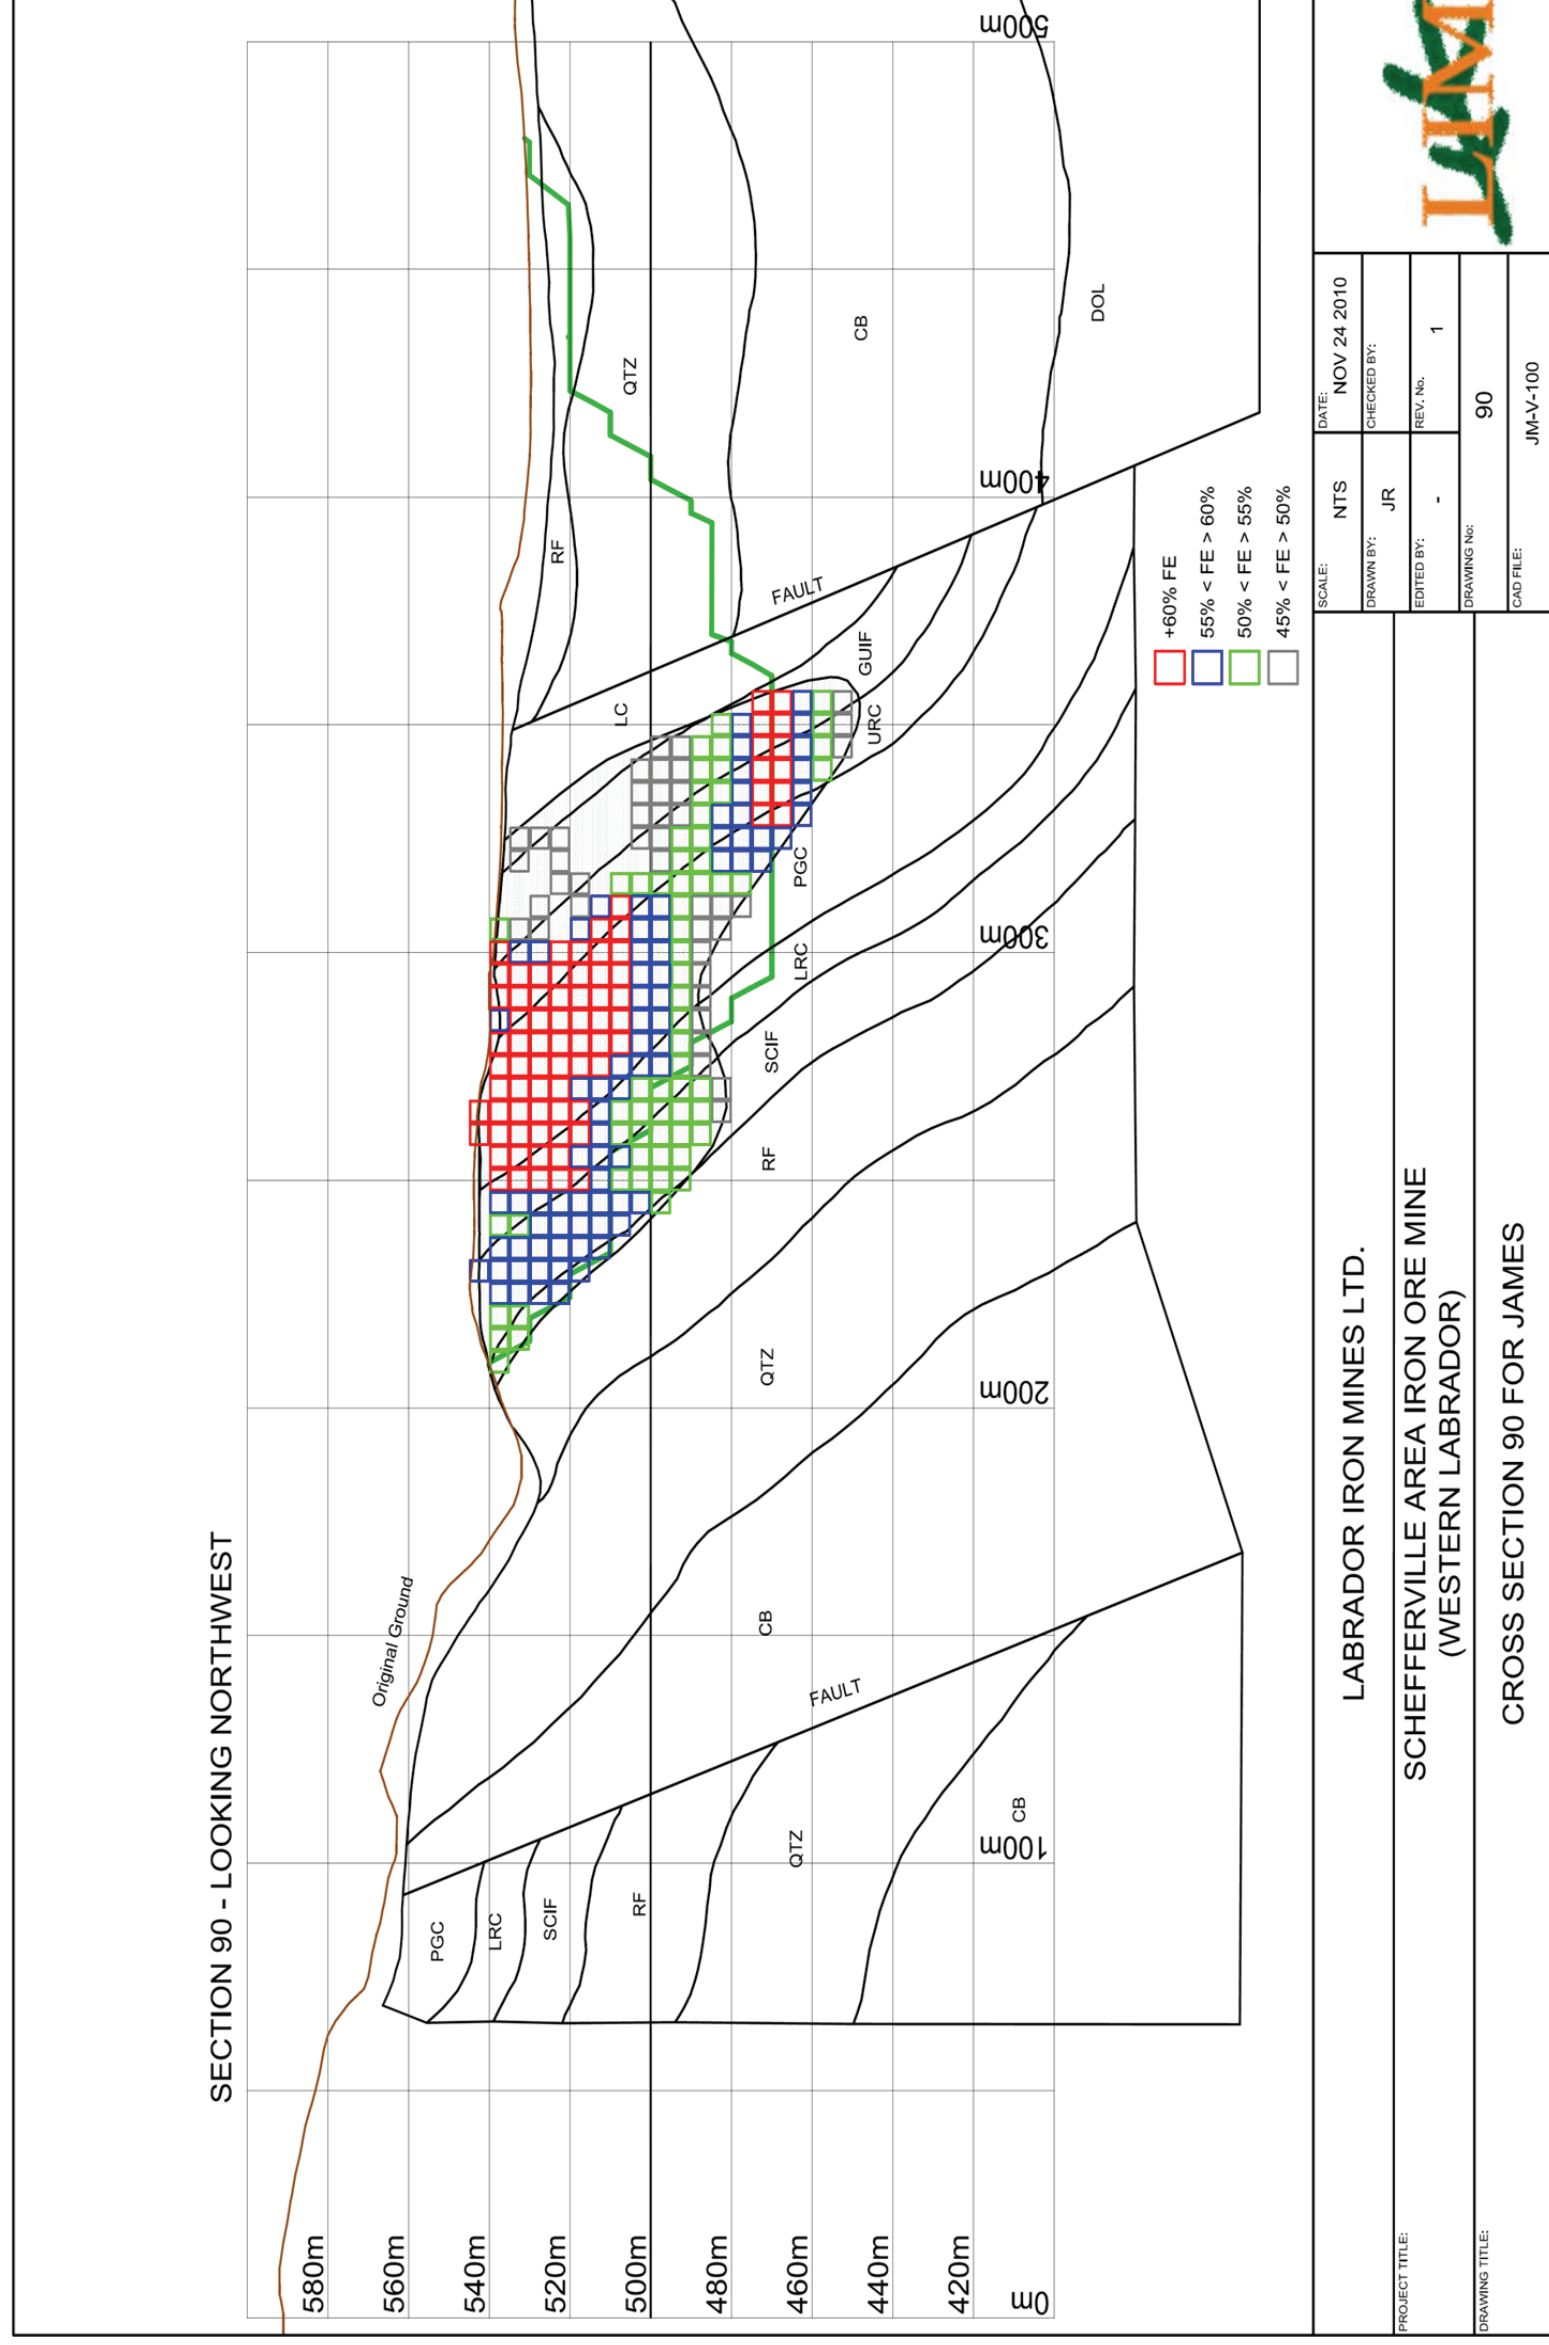 SECTION 90 - LOOKING NORTHWEST
Original Ground
580m
560m
540m
520m
500m
480m
460m
440m
420m
0m
100m
200m
300m
400m
500m
PGC
LRC
SCIF
RF
QTZ
CB
FAULT
CB
QTZ
RF
SCIF
LRC
PGC
URC
GUIF
LC
FAULT
RF
QTZ
CB
DOL
+60% FE
55% < FE > 60%
50% < FE > 55%
45% < FE > 50%
PROJECT TITLE:
LABRADOR IRON MINES LTD.
SCHEFFERVILLE AREA IRON ORE MINE
(WESTERN LABRADOR)
DRAWING TITLE:
CROSS SECTION 90 FOR JAMES
SCALE:
NTS
DATE:
NOV 24 2010
DRAWN BY:
JR
CHECKED BY:
EDITED BY:
-
REV. No.
1
DRAWING No:
90
CAD FILE:
JM-V-100
LIM